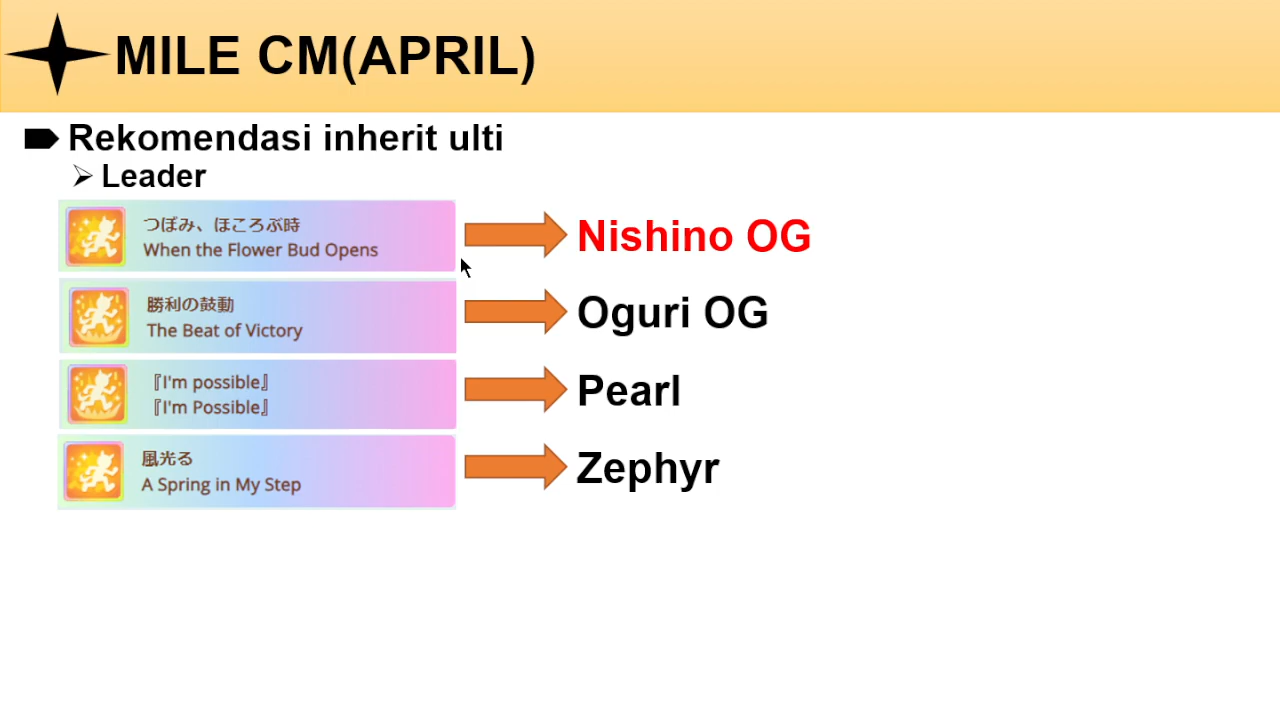 MILE CM(APRIL)
Rekomendasi inherit ulti
Leader
つぼみ、ほころぶ時
When the Flower Bud Opens
Nishino OG
勝利の鼓動
The Beat of Victory
Oguri OG
『I'm possible』
『I'm Possible』
Pearl
風光る
A Spring in My Step
Zephyr